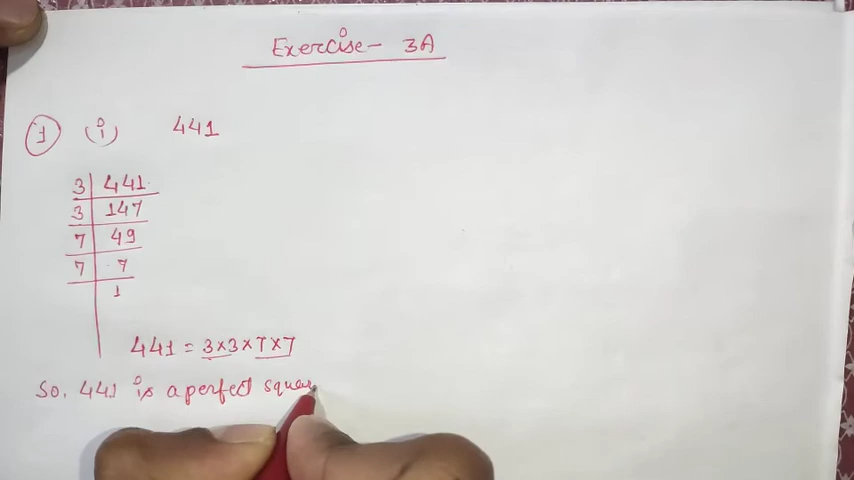 Exercise- 3A
1 (i) 441
3 441
3 147
7 49
7 7
1
441 = 3×3×7×7
So. 441 is a perfect squar